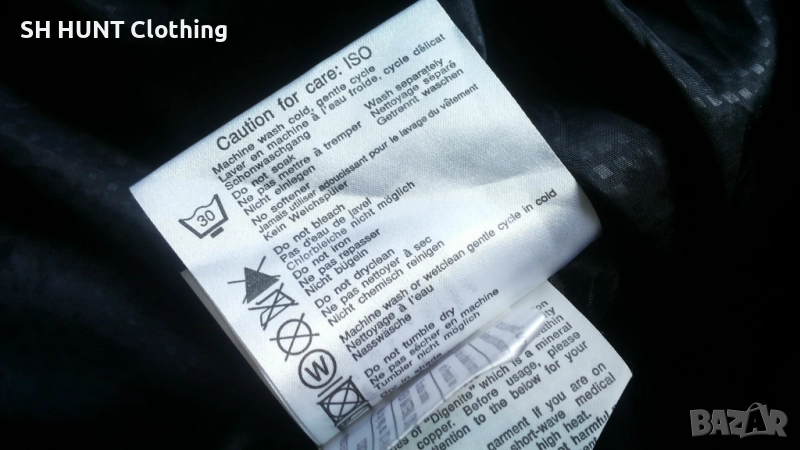 SH HUNT Clothing
Caution for care: ISO
Machine wash cold, gentle cycle
Laver en machine à l'eau froide, cycle délicat
Schonwaschgang
Wash separately
Nettoyage séparé
Getrennt waschen
Do not soak
Ne pas mettre à tremper
Nicht einlegen
No softener
Jamais utiliser adoucissant pour le lavage du vêtement
Kein Weichspüler
30
Do not bleach
Pas d'eau de javel
Chlorbleiche nicht möglich
Do not iron
Ne pas repasser
Nicht bügeln
Do not dryclean
Ne pas nettoyer à sec
Nicht chemisch reinigen
Machine wash or wetclean gentle cycle in cold
Nettoyage à l'eau
Nasswäsche
W
Do not tumble dry
Ne pas sécher en machine
Tumbler nicht möglich
or "Digenite" which is a mineral
copper. Before usage, please
to the below for your
garment if you are on
short-wave medical
high heat.
not harmful
BAZAR